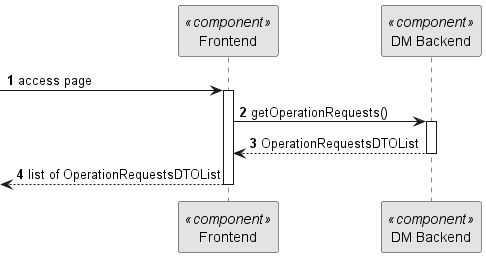 «component»
Frontend
«component»
DM Backend
1 access page
2 getOperationRequests()
3 OperationRequestsDTOList
4 list of OperationRequestsDTOList
«component»
Frontend
«component»
DM Backend